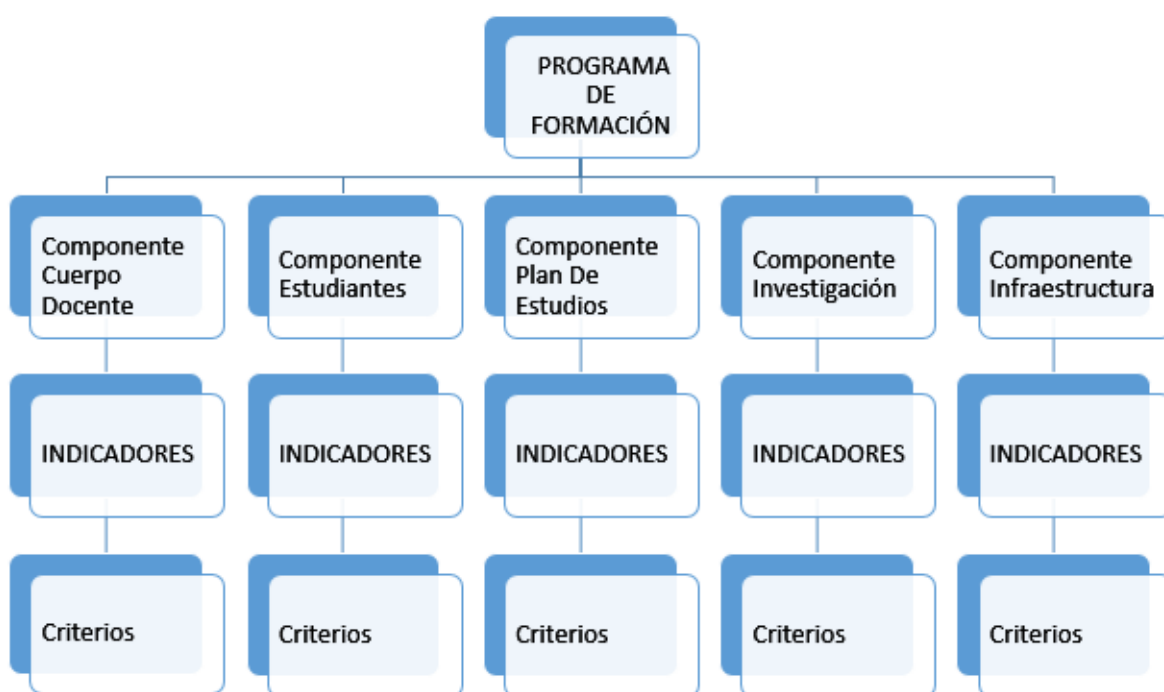 PROGRAMA
DE
FORMACIÓN
Componente
Cuerpo
Docente
Componente
Estudiantes
Componente
Plan De
Estudios
Componente
Investigación
Componente
Infraestructura
INDICADORES
INDICADORES
INDICADORES
INDICADORES
INDICADORES
Criterios
Criterios
Criterios
Criterios
Criterios